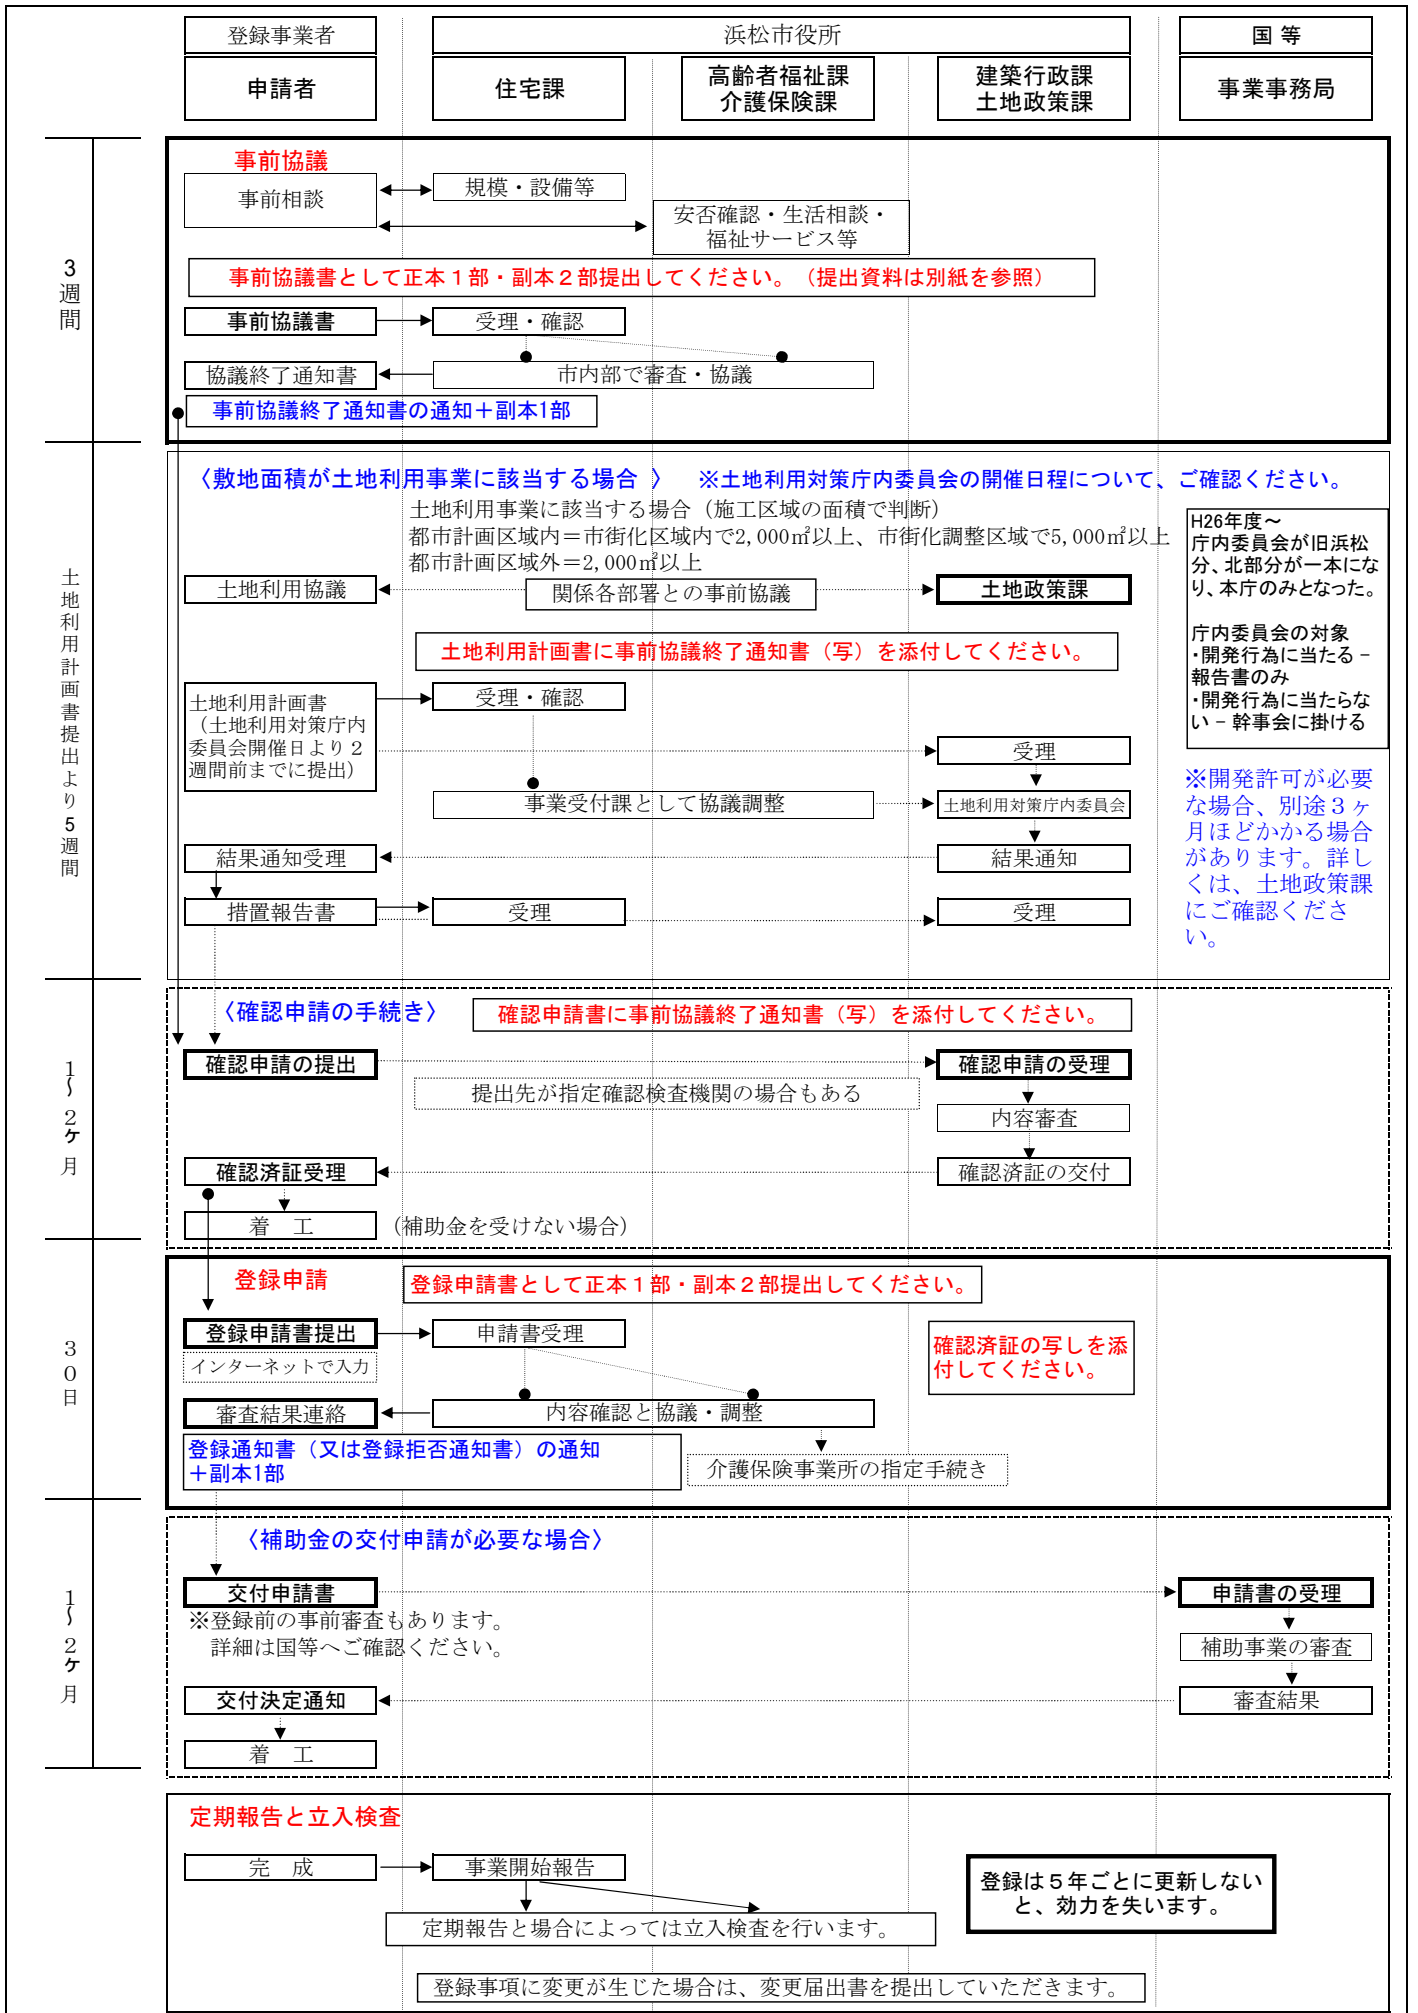 登録事業者
浜松市役所
国 等
申請者
住宅課
高齢者福祉課
介護保険課
建築行政課
土地政策課
事業事務局
3週間
事前協議
事前相談
規模・設備等
安否確認・生活相談・
福祉サービス等
事前協議書として正本１部・副本２部提出してください。（提出資料は別紙を参照）
事前協議書
受理・確認
協議終了通知書
市内部で審査・協議
事前協議終了通知書の通知＋副本1部
土地利用計画書提出より5週間
〈敷地面積が土地利用事業に該当する場合 〉　※土地利用対策庁内委員会の開催日程について、ご確認ください。
土地利用事業に該当する場合（施工区域の面積で判断）
都市計画区域内＝市街化区域内で2,000㎡以上、市街化調整区域で5,000㎡以上
都市計画区域外＝2,000㎡以上
H26年度～
庁内委員会が旧浜松
分、北部分が一本にな
り、本庁のみとなった。
庁内委員会の対象
・開発行為に当たる－
報告書のみ
・開発行為に当たらな
い－幹事会に掛ける
土地利用協議
関係各部署との事前協議
土地政策課
土地利用計画書に事前協議終了通知書（写）を添付してください。
土地利用計画書
（土地利用対策庁内
委員会開催日より２
週間前までに提出）
受理・確認
受理
事業受付課として協議調整
土地利用対策庁内委員会
※開発許可が必要
な場合、別途３ヶ
月ほどかかる場合
があります。詳し
くは、土地政策課
にご確認くださ
い。
結果通知受理
結果通知
措置報告書
受理
受理
1～2ヶ月
〈確認申請の手続き〉
確認申請書に事前協議終了通知書（写）を添付してください。
確認申請の提出
確認申請の受理
提出先が指定確認検査機関の場合もある
内容審査
確認済証受理
確認済証の交付
着　工
（補助金を受けない場合）
30日
登録申請
登録申請書として正本１部・副本２部提出してください。
登録申請書提出
申請書受理
確認済証の写しを添
付してください。
インターネットで入力
審査結果連絡
内容確認と協議・調整
登録通知書（又は登録拒否通知書）の通知
＋副本1部
介護保険事業所の指定手続き
1～2ヶ月
〈補助金の交付申請が必要な場合〉
交付申請書
申請書の受理
※登録前の事前審査もあります。
詳細は国等へご確認ください。
補助事業の審査
交付決定通知
審査結果
着　工
定期報告と立入検査
完　成
事業開始報告
登録は５年ごとに更新しない
と、効力を失います。
定期報告と場合によっては立入検査を行います。
登録事項に変更が生じた場合は、変更届出書を提出していただきます。